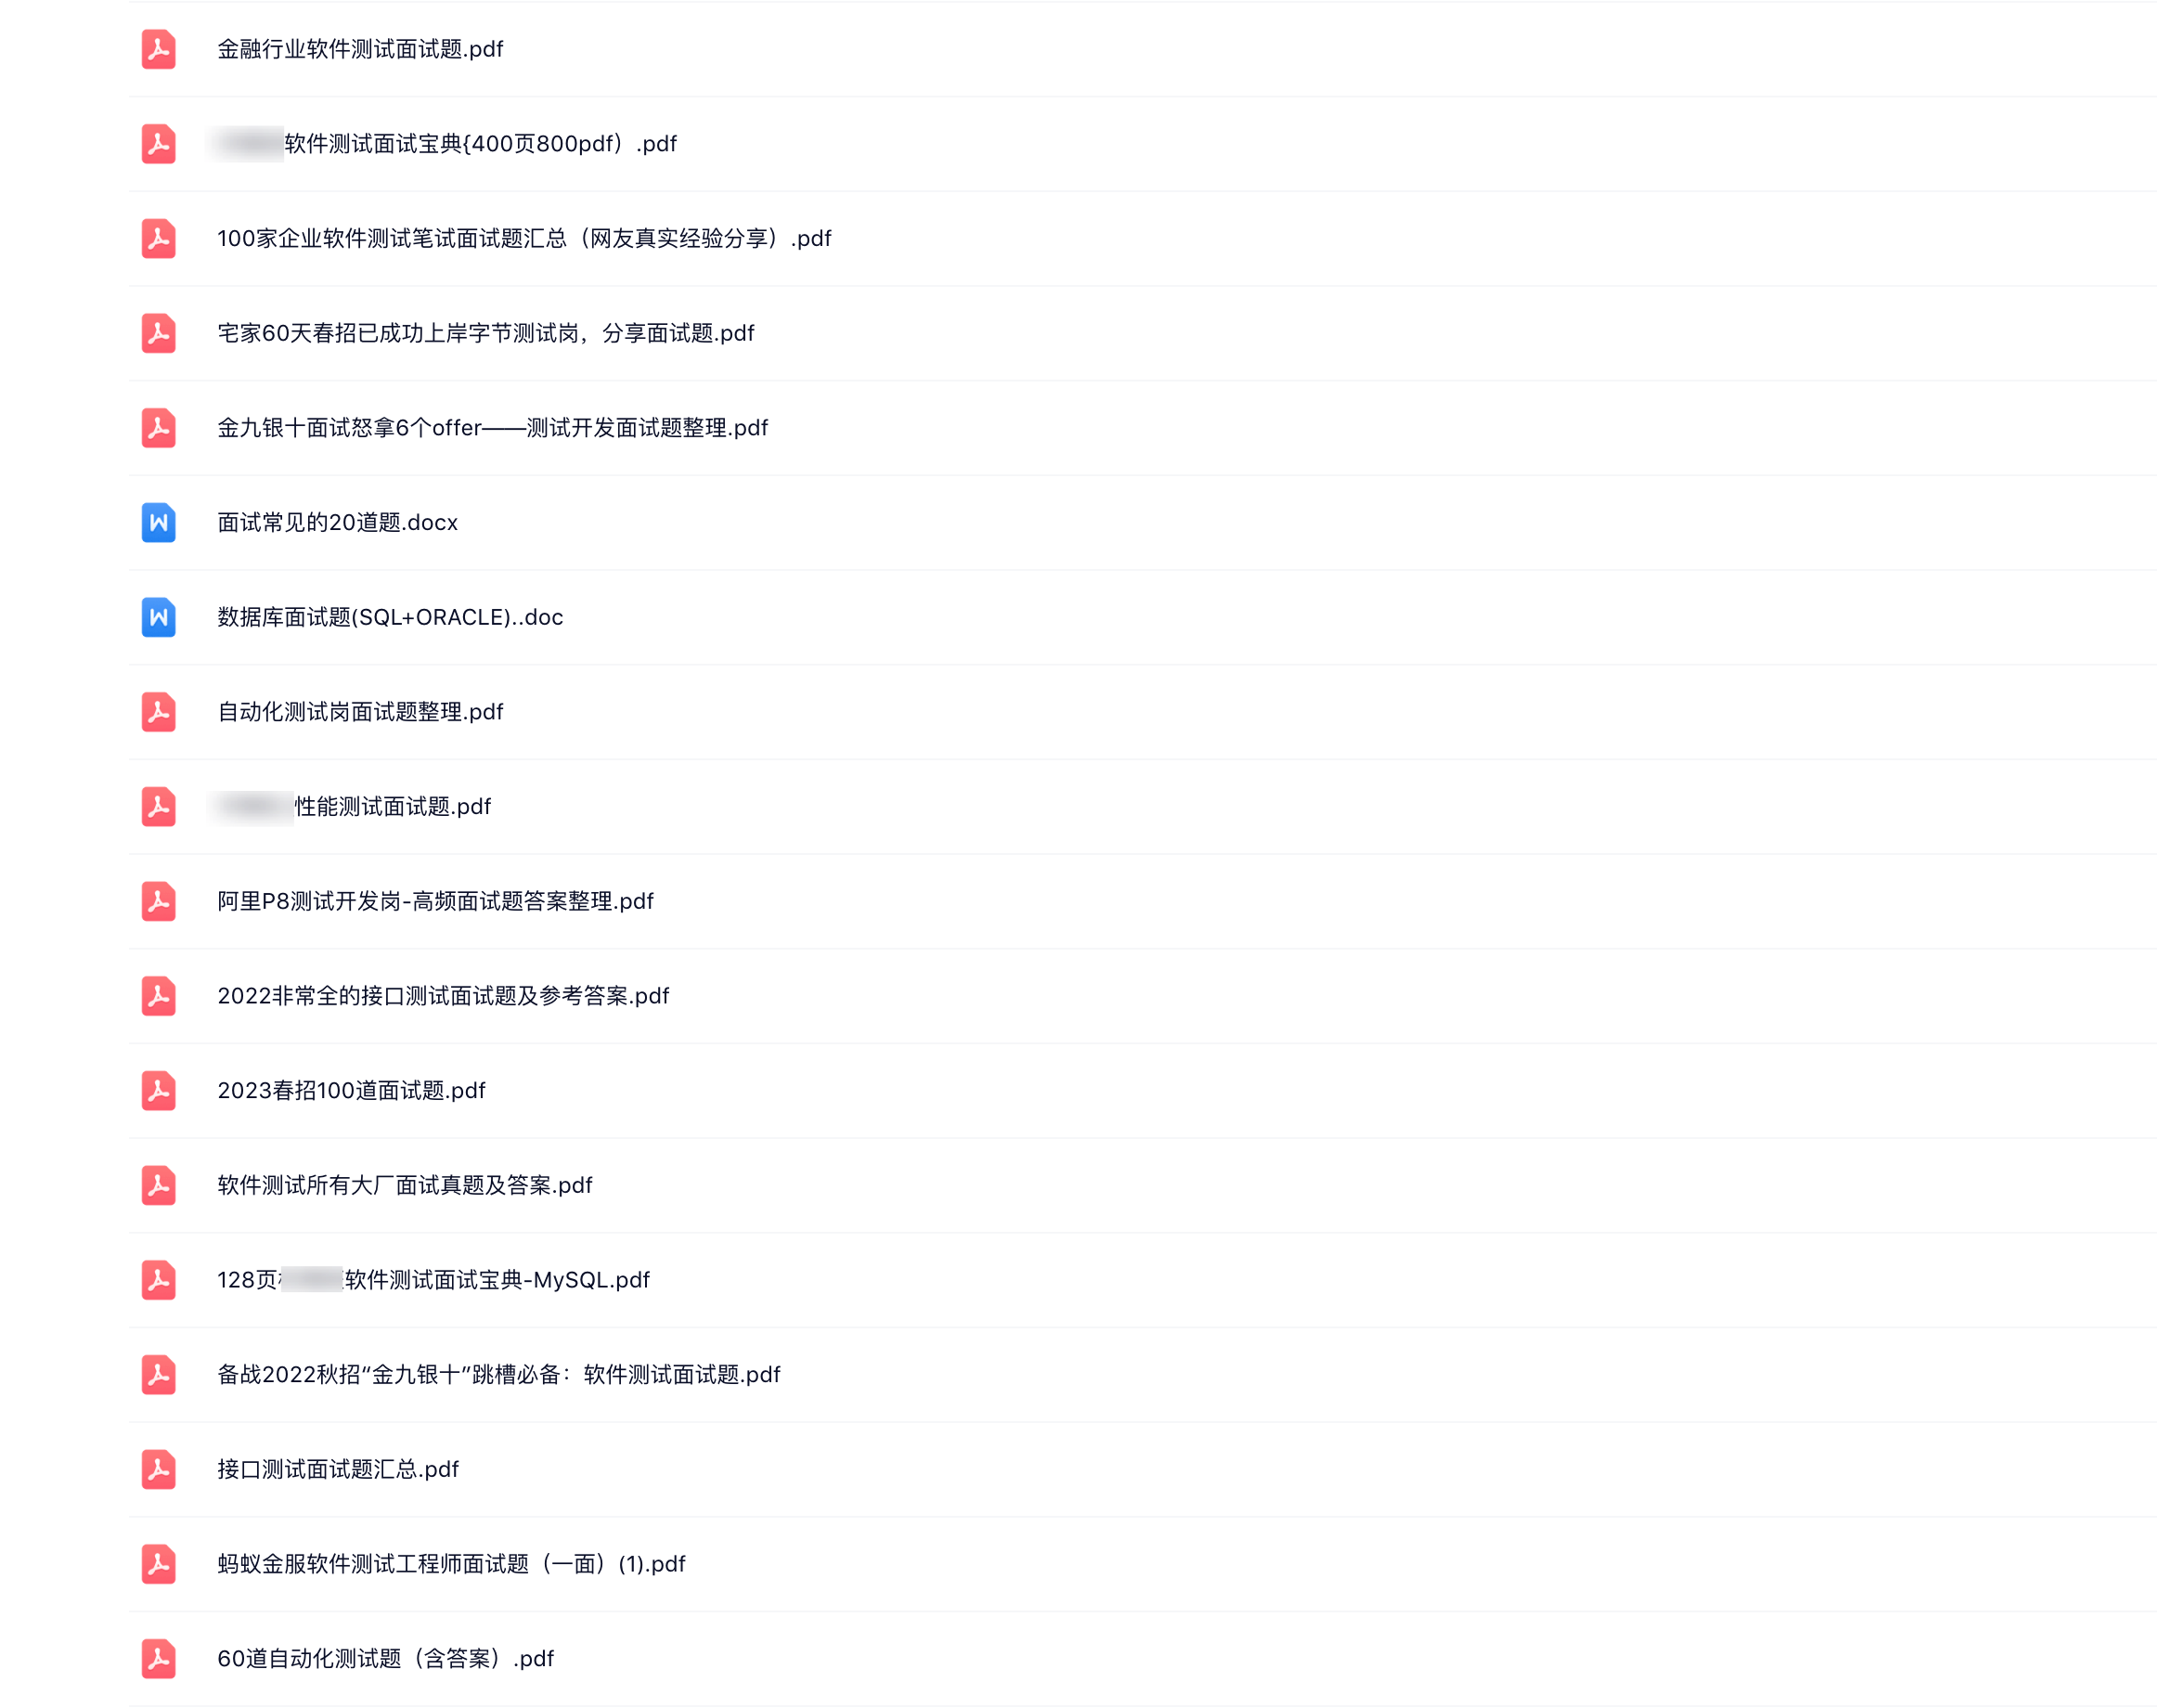 金融行业软件测试面试题.pdf
软件测试面试宝典{400页800pdf）.pdf
100家企业软件测试笔试面试题汇总（网友真实经验分享）.pdf
宅家60天春招已成功上岸字节测试岗，分享面试题.pdf
金九银十面试怒拿6个offer——测试开发面试题整理.pdf
面试常见的20道题.docx
数据库面试题(SQL+ORACLE)..doc
自动化测试岗面试题整理.pdf
性能测试面试题.pdf
阿里P8测试开发岗-高频面试题答案整理.pdf
2022非常全的接口测试面试题及参考答案.pdf
2023春招100道面试题.pdf
软件测试所有大厂面试真题及答案.pdf
128页软件测试面试宝典-MySQL.pdf
备战2022秋招“金九银十”跳槽必备：软件测试面试题.pdf
接口测试面试题汇总.pdf
蚂蚁金服软件测试工程师面试题（一面）(1).pdf
60道自动化测试题（含答案）.pdf